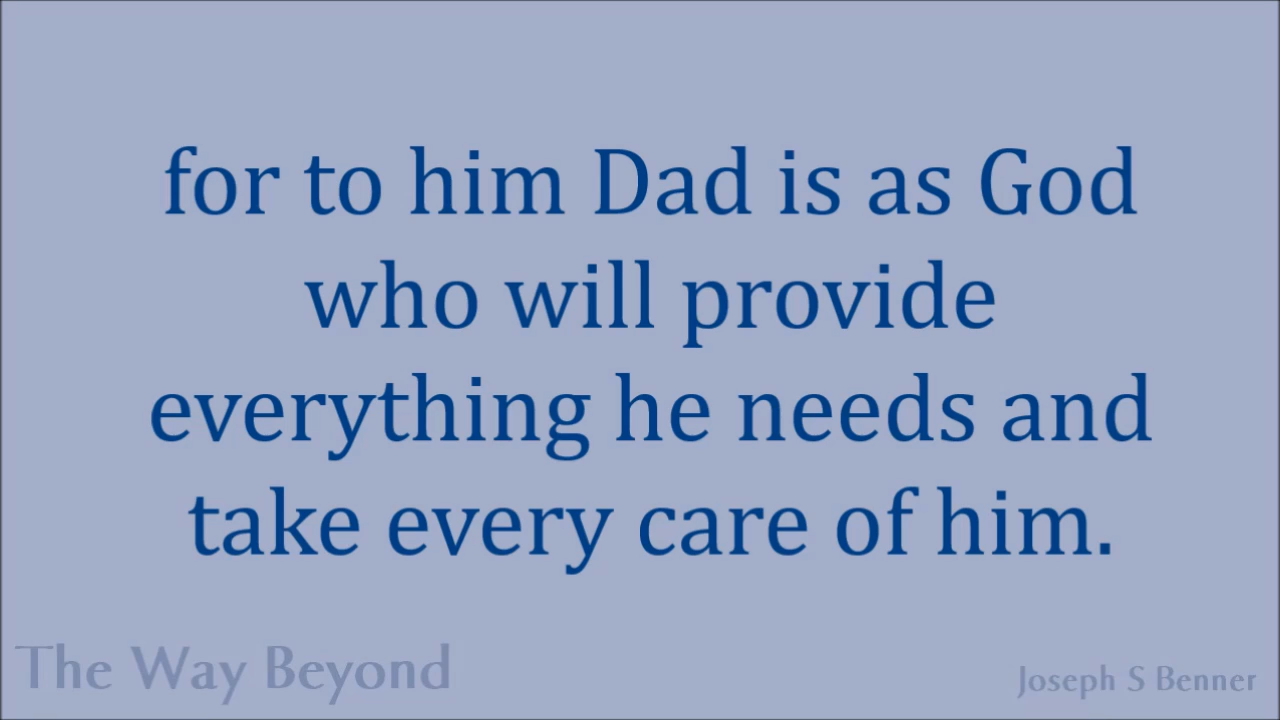 for to him Dad is as God
who will provide
everything he needs and
take every care of him.
The Way Beyond
Joseph S Benner